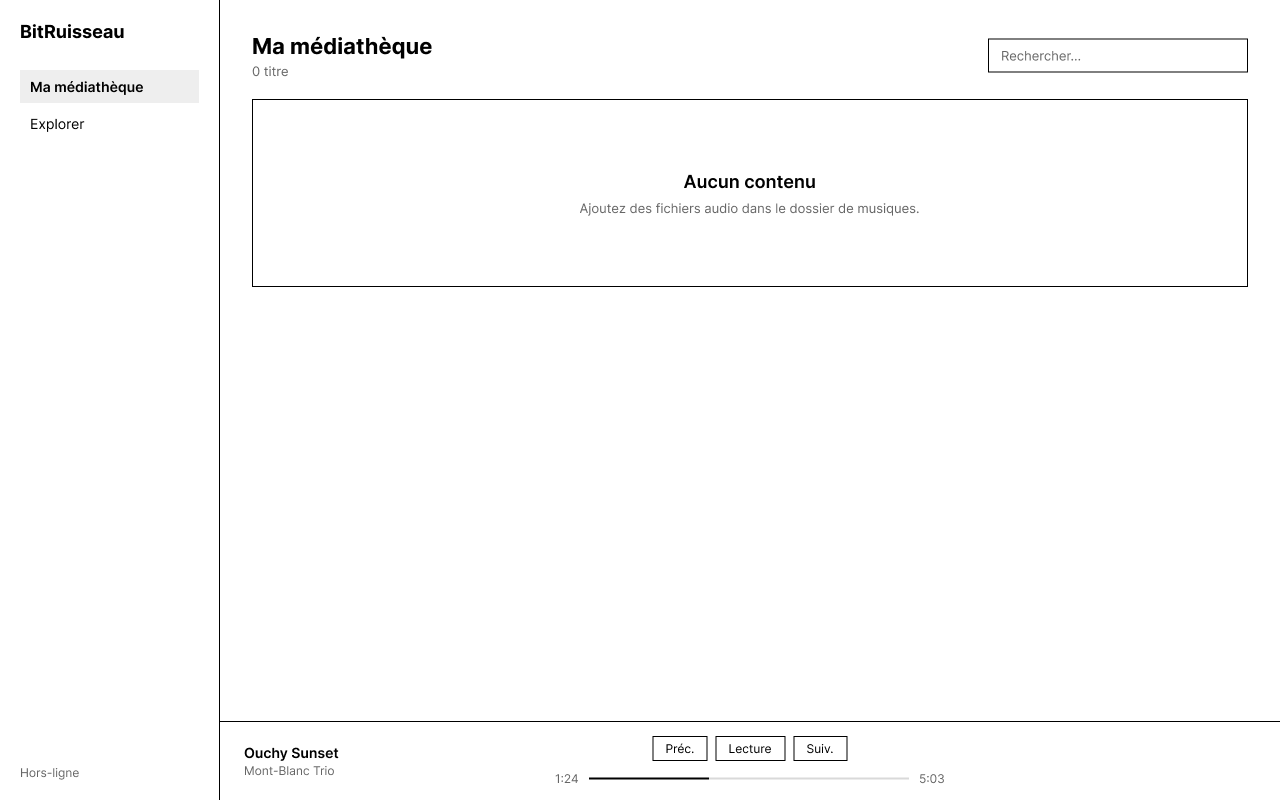 BitRuisseau
Ma médiathèque
Explorer
Hors-ligne
Ma médiathèque
0 titre
Rechercher...
Aucun contenu
Ajoutez des fichiers audio dans le dossier de musiques.
Ouchy Sunset
Mont-Blanc Trio
Préc. Lecture Suiv.
1:24 5:03